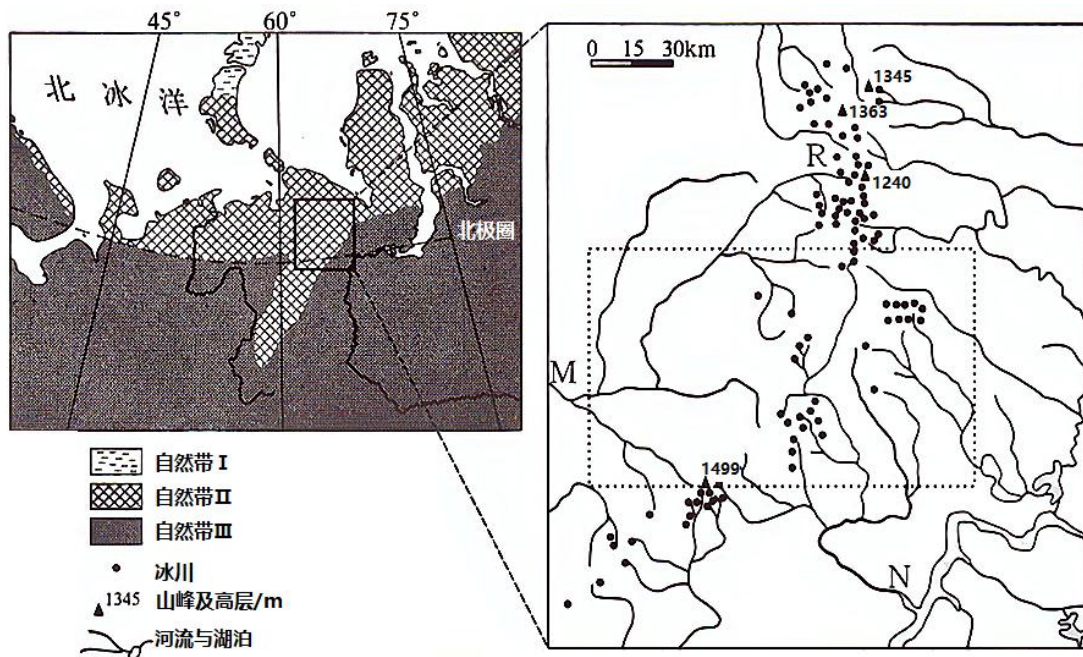 45° 60° 75°
北冰洋
北极圈
自然带Ⅰ
自然带Ⅱ
自然带Ⅲ
冰川
1345 山峰及高层/m
河流与湖泊
0 15 30km
1345
1363
R
1240
M
1499
N